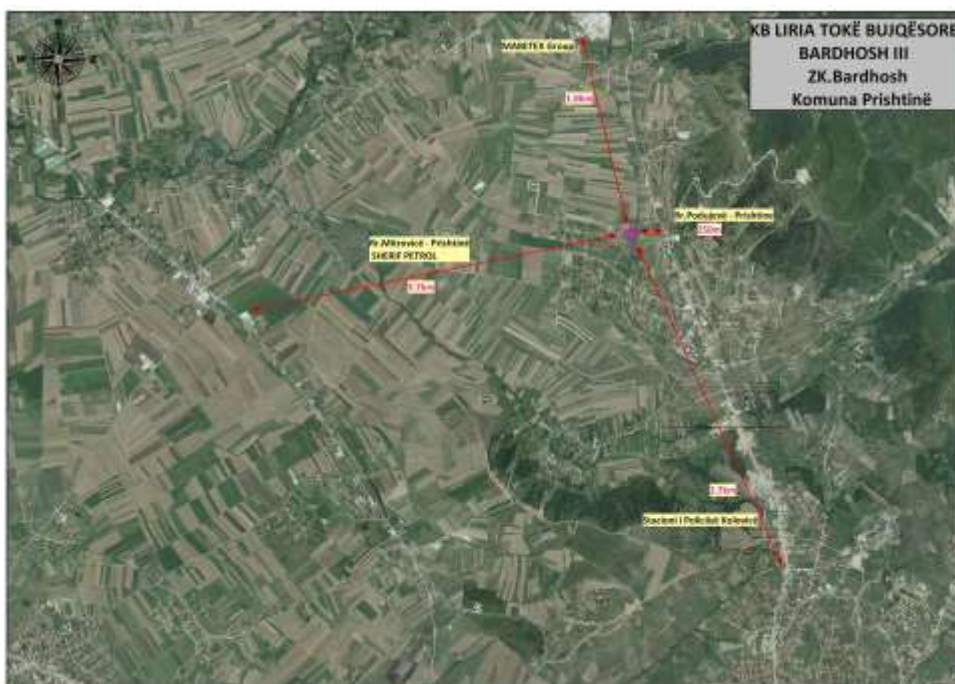 KB LIRIA TOKË BUJQËSORE
BARDHOSH III
ZK.Bardhosh
Komuna Prishtinë
MABETEX Group
Rr.Podujevë - Prishtinë
250m
Rr.Mitrovicë - Prishtinë
SHERIF PETROL
Stacioni i Policisë Kolovicë